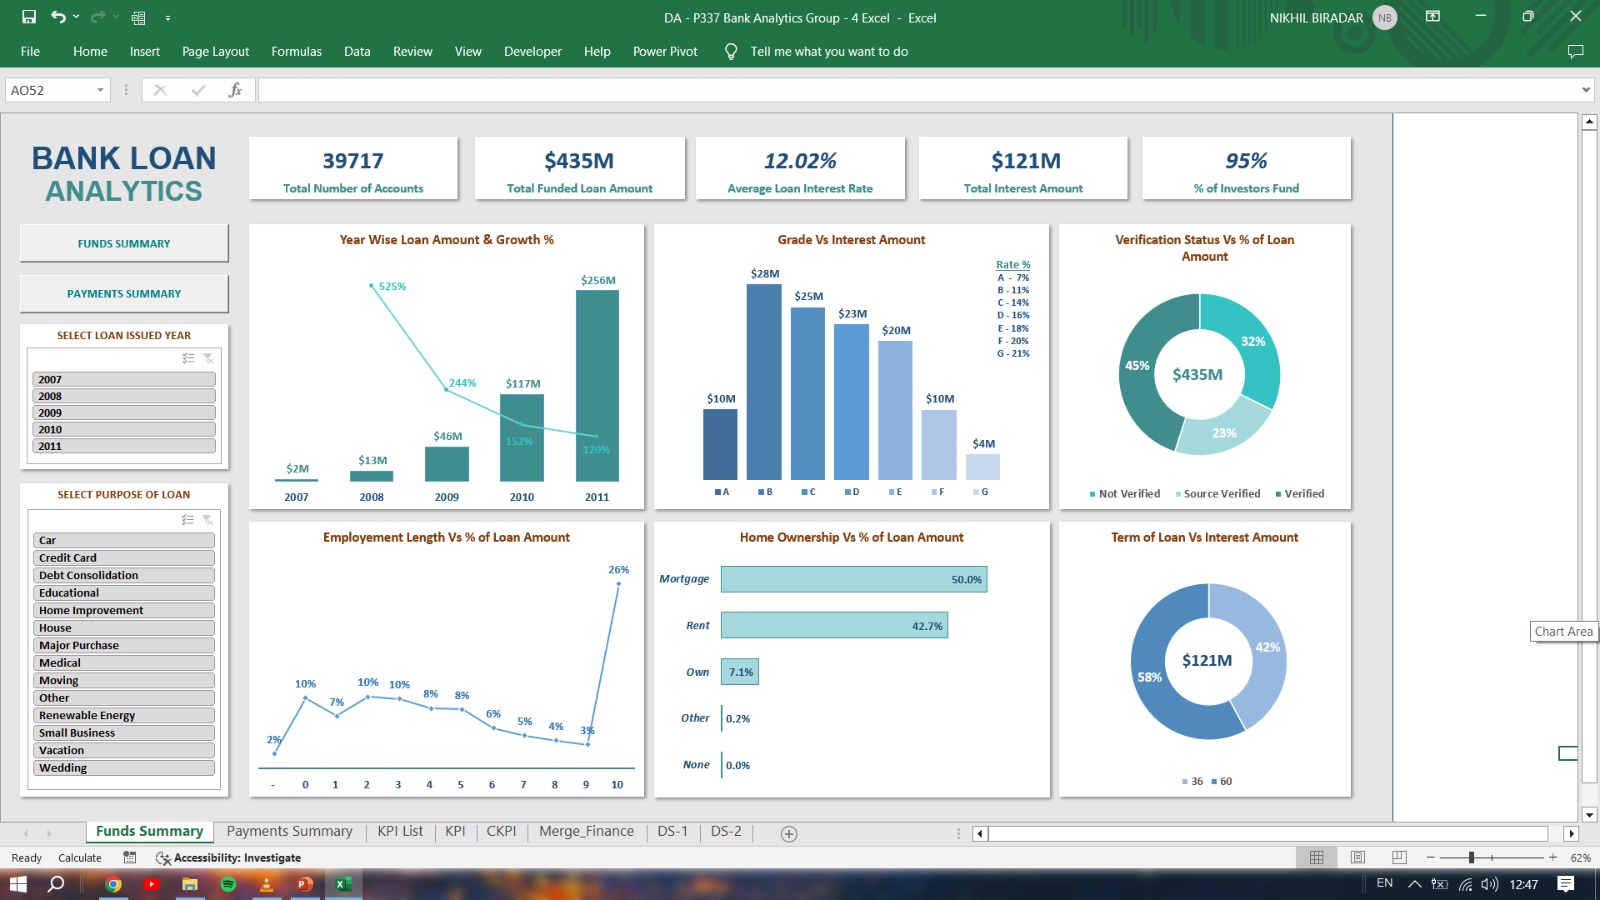 DA - P337 Bank Analytics Group - 4 Excel - Excel
NIKHIL BIRADAR
NB
File
Home
Insert
Page Layout
Formulas
Data
Review
View
Developer
Help
Power Pivot
Tell me what you want to do
AO52
fx
BANK LOAN
ANALYTICS
39717
Total Number of Accounts
$435M
Total Funded Loan Amount
12.02%
Average Loan Interest Rate
$121M
Total Interest Amount
95%
% of Investors Fund
FUNDS SUMMARY
PAYMENTS SUMMARY
SELECT LOAN ISSUED YEAR
2007
2008
2009
2010
2011
SELECT PURPOSE OF LOAN
Car
Credit Card
Debt Consolidation
Educational
Home Improvement
House
Major Purchase
Medical
Moving
Other
Renewable Energy
Small Business
Vacation
Wedding
Year Wise Loan Amount & Growth %
525%
$256M
244%
$117M
$46M
152%
120%
$13M
$2M
2007 2008 2009 2010 2011
Grade Vs Interest Amount
Rate %
A - 7%
B - 11%
C - 14%
D - 16%
E - 18%
F - 20%
G - 21%
$28M
$25M
$23M
$20M
$10M
$10M
$4M
A B C D E F G
Verification Status Vs % of Loan
Amount
32%
45%
$435M
23%
Not Verified Source Verified Verified
Employement Length Vs % of Loan Amount
26%
10%
7%
10%
10%
8%
8%
6%
5%
4%
3%
2%
- 0 1 2 3 4 5 6 7 8 9 10
Home Ownership Vs % of Loan Amount
Mortgage 50.0%
Rent 42.7%
Own 7.1%
Other 0.2%
None 0.0%
Term of Loan Vs Interest Amount
42%
$121M
58%
36 60
Chart Area
Funds Summary
Payments Summary
KPI List
KPI
CKPI
Merge_Finance
DS-1
DS-2
Ready
Calculate
Accessibility: Investigate
62%
EN
12:47